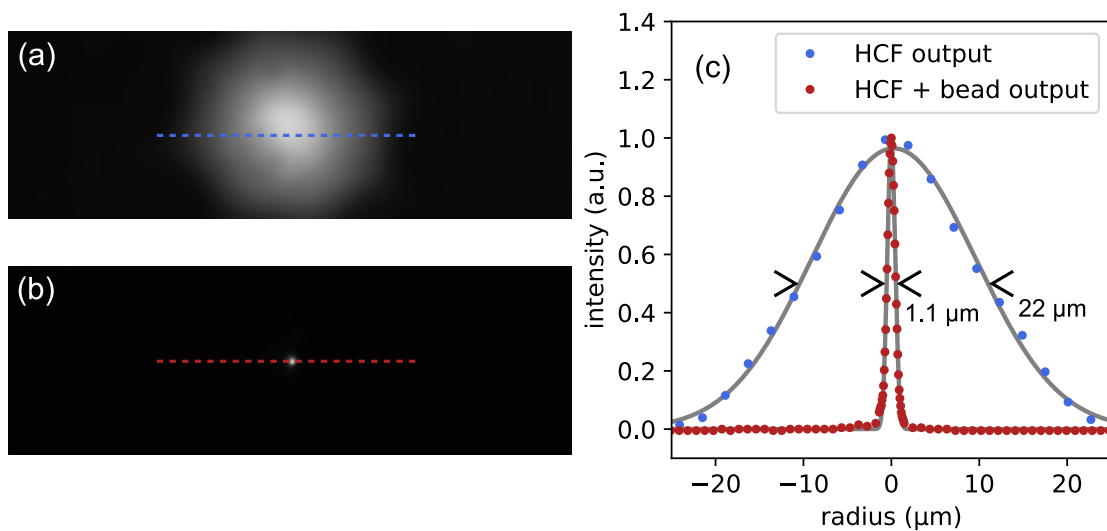 (a)
(b)
(c)
HCF output
HCF + bead output
1.4
1.2
1.0
0.8
0.6
0.4
0.2
0.0
intensity (a.u.)
1.1 μm
22 μm
−20
−10
0
10
20
radius (μm)